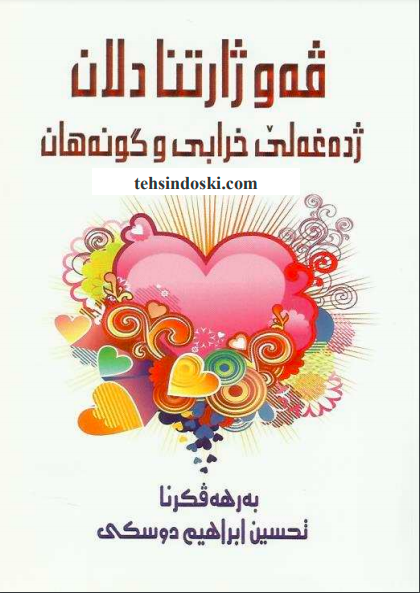 ڤەوژارتنا دلان
ژدەغەلێ خرابی و گونەهان
tehsindoski.com
بەرهەڤکرنا
تحسین ابراهیم دوسکی